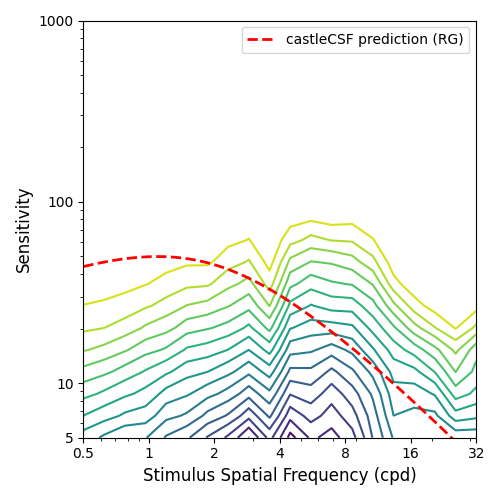 1000
castleCSF prediction (RG)
100
10
5
Sensitivity
0.5 1 2 4 8 16 32
Stimulus Spatial Frequency (cpd)